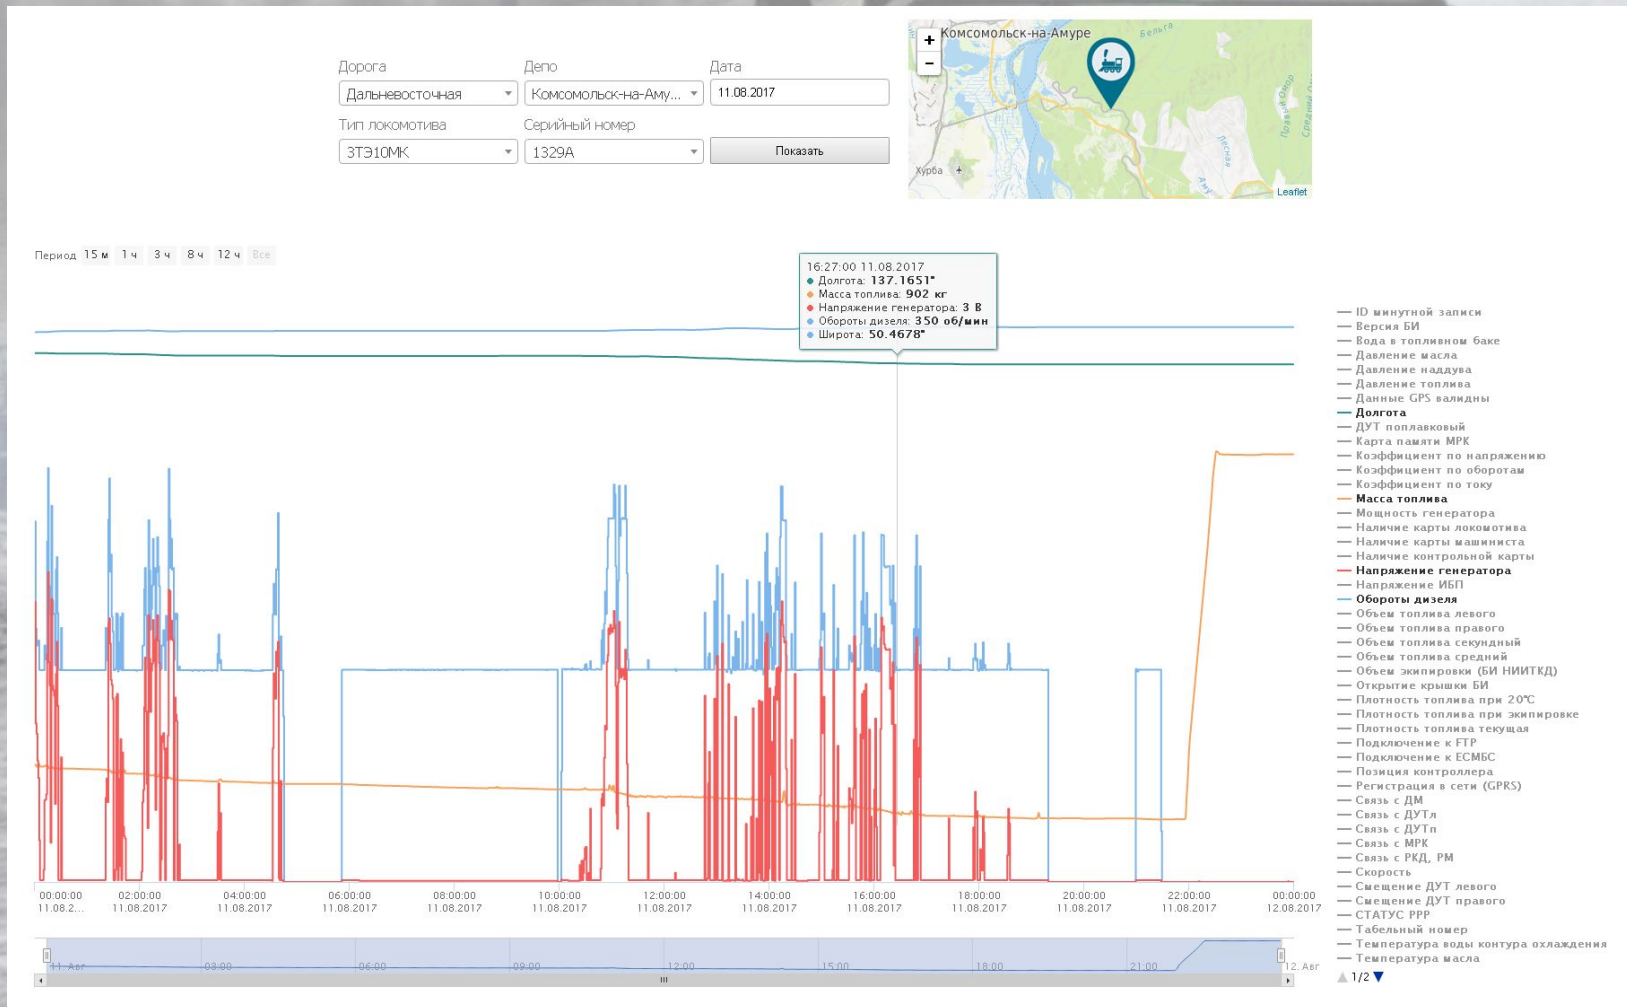 Дорога
Депо
Дата
Дальневосточная
Комсомольск-на-Аму...
11.08.2017
Тип локомотива
Серийный номер
3ТЭ10МК
1329А
Показать
+
−
Комсомольск-на-Амуре
Бельга
Хурба
Лесная
Аму
Правый Омор
Средний Ом
Leaflet
Период 15 м 1 ч 3 ч 8 ч 12 ч Все
16:27:00 11.08.2017
Долгота: 137.1651°
Масса топлива: 902 кг
Напряжение генератора: 3 В
Обороты дизеля: 350 об/мин
Широта: 50.4678°
ID минутной записи
Версия БИ
Вода в топливном баке
Давление масла
Давление наддува
Давление топлива
Данные GPS валидны
Долгота
ДУТ поплавковый
Карта памяти МРК
Коэффициент по напряжению
Коэффициент по оборотам
Коэффициент по току
Масса топлива
Мощность генератора
Наличие карты локомотива
Наличие карты машиниста
Наличие контрольной карты
Напряжение генератора
Напряжение ИБП
Обороты дизеля
Объем топлива левого
Объем топлива правого
Объем топлива секундный
Объем топлива средний
Объем экипировки (БИ НИИТКД)
Открытие крышки БИ
Плотность топлива при 20°C
Плотность топлива при экипировке
Плотность топлива текущая
Подключение к FTP
Подключение к ЕСМБС
Позиция контроллера
Регистрация в сети (GPRS)
Связь с ДМ
Связь с ДУТл
Связь с ДУТп
Связь с МРК
Связь с РКД, РМ
Скорость
Смещение ДУТ левого
Смещение ДУТ правого
СТАТУС РРР
Табельный номер
Температура воды контура охлаждения
Температура масла
1/2
00:00:00 02:00:00 04:00:00 06:00:00 08:00:00 10:00:00 12:00:00 14:00:00 16:00:00 18:00:00 20:00:00 22:00:00 00:00:00
11.08.2... 11.08.2017 11.08.2017 11.08.2017 11.08.2017 11.08.2017 11.08.2017 11.08.2017 11.08.2017 11.08.2017 11.08.2017 11.08.2017 12.08.2017
11. Авг 03:00 06:00 09:00 12:00 15:00 18:00 21:00 12. Авг